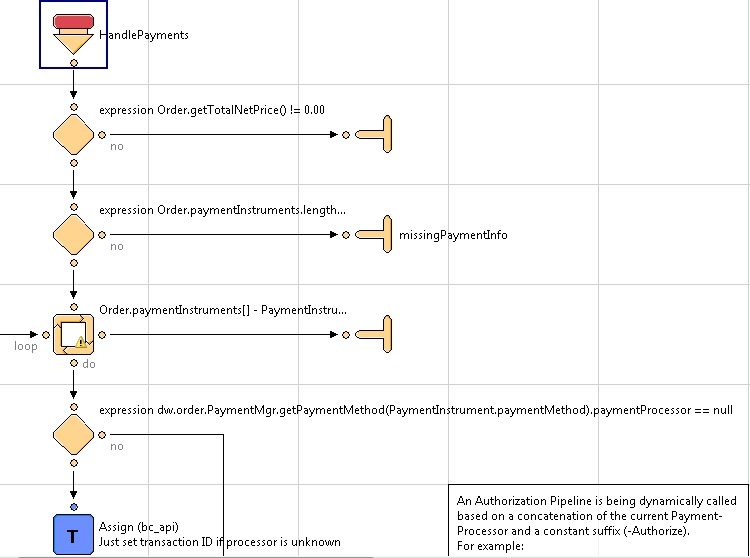 HandlePayments
expression Order.getTotalNetPrice() != 0.00
no
expression Order.paymentInstruments.length...
no
missingPaymentInfo
Order.paymentInstruments[] - PaymentInstru...
loop
do
expression dw.order.PaymentMgr.getPaymentMethod(PaymentInstrument.paymentMethod).paymentProcessor == null
no
T
Assign (bc_api)
Just set transaction ID if processor is unknown
An Authorization Pipeline is being dynamically called
based on a concatenation of the current Payment-
Processor and a constant suffix (-Authorize).
For example: